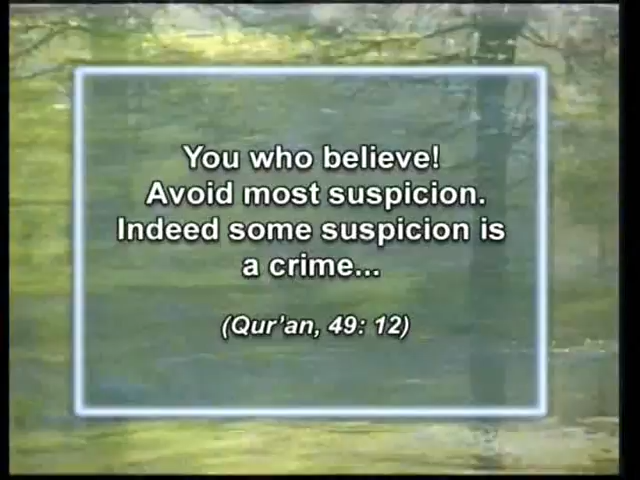 You who believe!
Avoid most suspicion.
Indeed some suspicion is
a crime...
(Qur'an, 49: 12)